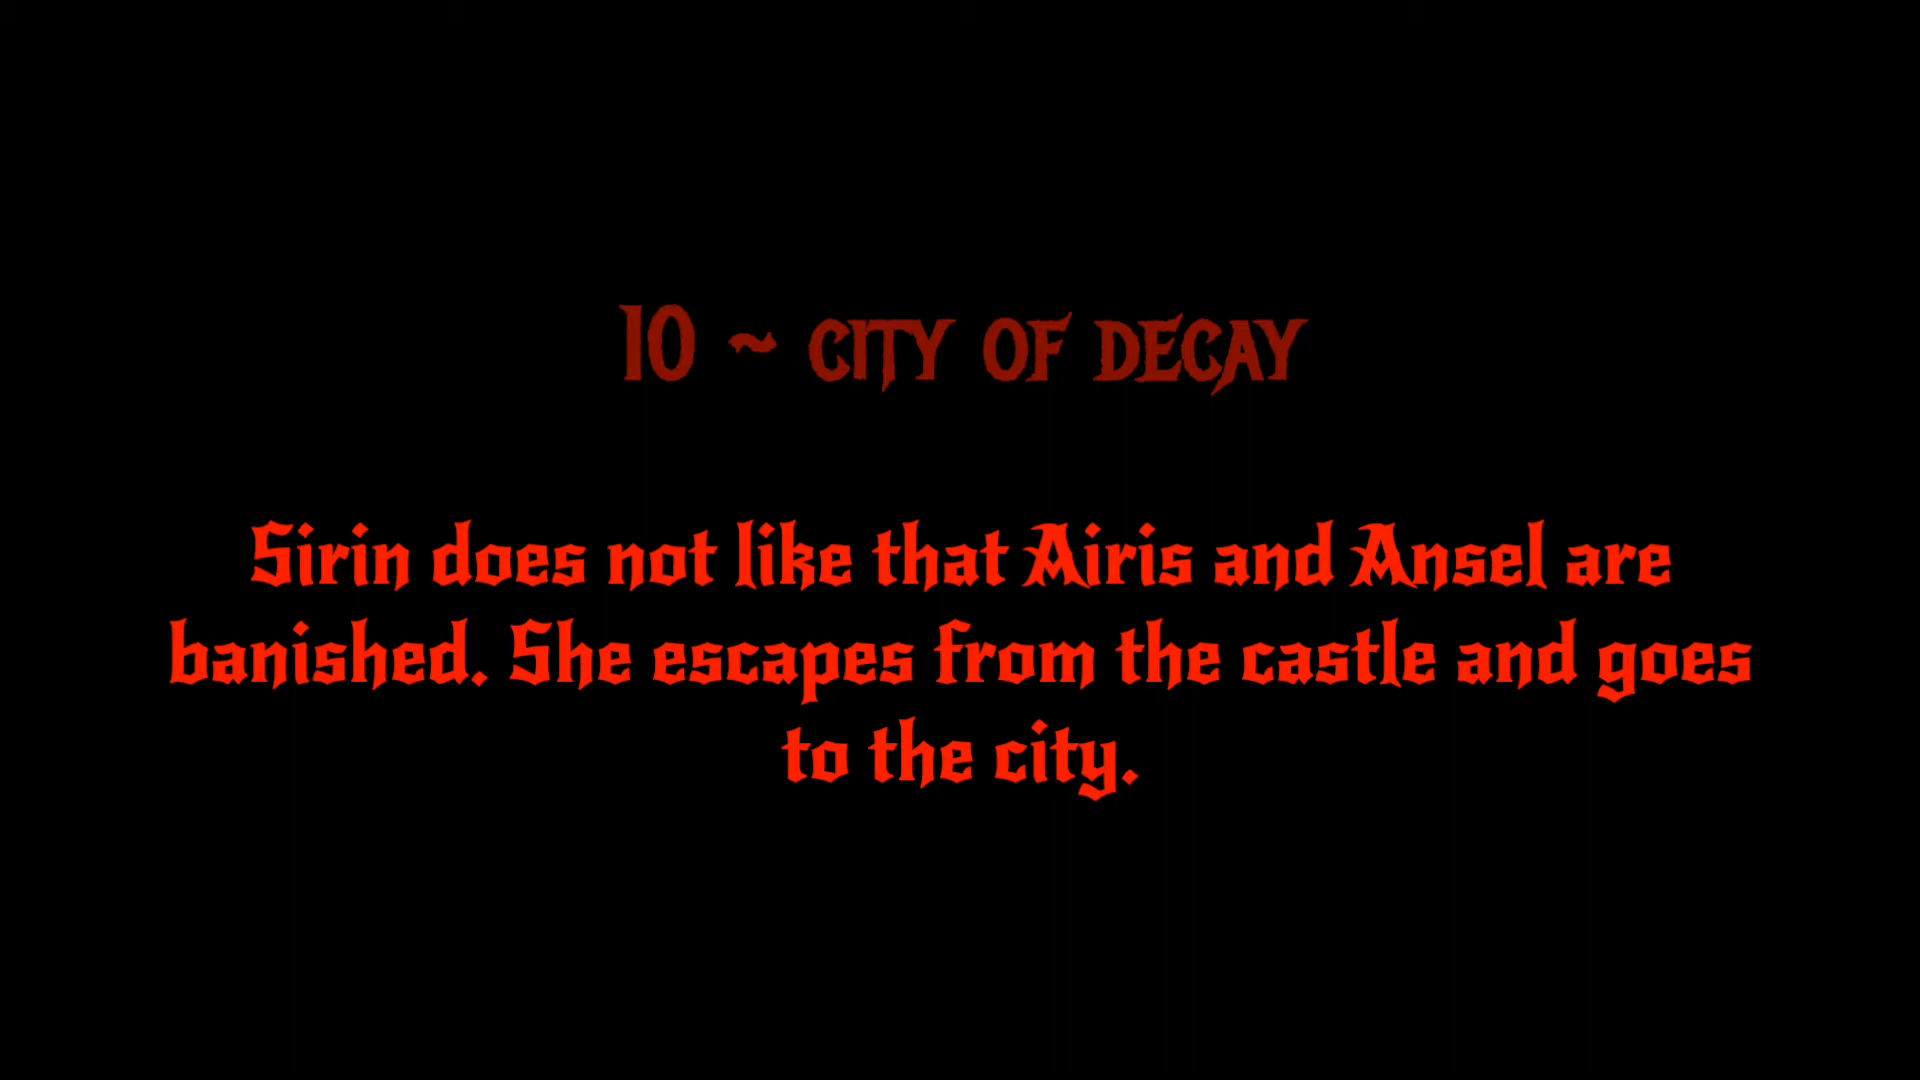 10 ~ CITY OF DECAY
Sirin does not like that Airis and Ansel are
banished. She escapes from the castle and goes
to the city.